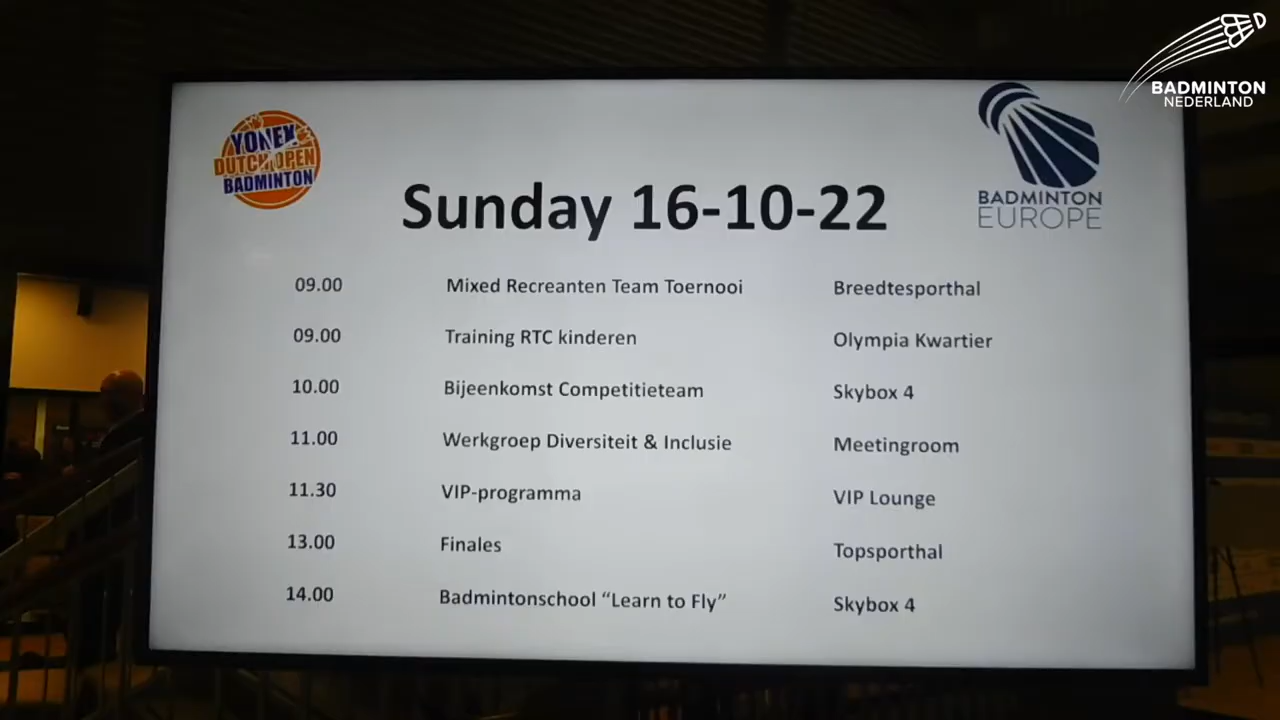 BADMINTON
NEDERLAND
YONEX
DUTCH OPEN
BADMINTON
BADMINTON
EUROPE
Sunday 16-10-22
09.00 Mixed Recreanten Team Toernooi Breedtesporthal
09.00 Training RTC kinderen Olympia Kwartier
10.00 Bijeenkomst Competitieteam Skybox 4
11.00 Werkgroep Diversiteit & Inclusie Meetingroom
11.30 VIP-programma VIP Lounge
13.00 Finales Topsporthal
14.00 Badmintonschool “Learn to Fly” Skybox 4